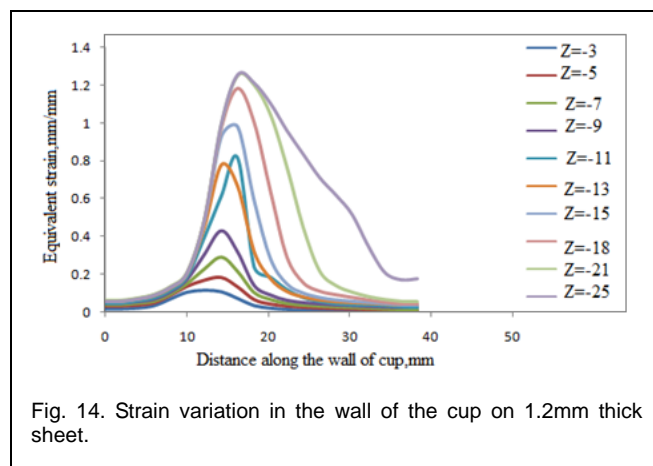 1.4
1.2
1
0.8
0.6
0.4
0.2
0
Equivalent strain,mm/mm
0 10 20 30 40 50
Distance along the wall of cup,mm
Z=-3
Z=-5
Z=-7
Z=-9
Z=-11
Z=-13
Z=-15
Z=-18
Z=-21
Z=-25
Fig. 14. Strain variation in the wall of the cup on 1.2mm thick
sheet.